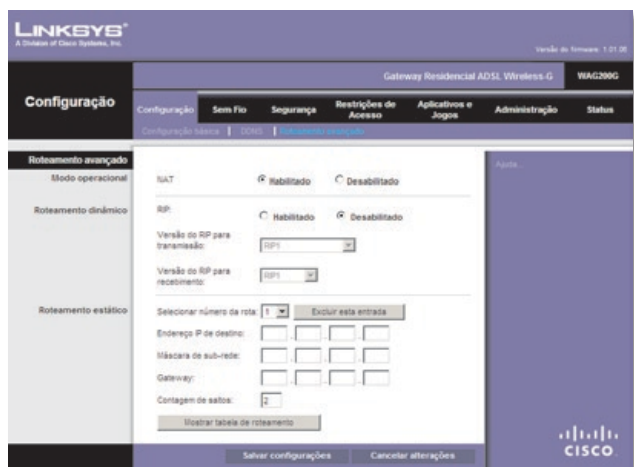 LINKSYS®
A Division of Cisco Systems, Inc.
Versão do firmware: 1.01.06
Gateway Residencial ADSL Wireless-G
WAG200G
Configuração
Configuração
Sem Fio
Segurança
Restrições de Acesso
Aplicativos e Jogos
Administração
Status
Configuração básica | DDNS | Roteamento avançado
Roteamento avançado
Modo operacional
NAT
Habilitado
Desabilitado
Ajuda...
Roteamento dinâmico
RIP:
Habilitado
Desabilitado
Versão do RIP para transmissão:
RIP1
Versão do RIP para recebimento:
RIP1
Roteamento estático
Selecionar número da rota:
1
Excluir esta entrada
Endereço IP de destino:
Máscara de sub-rede:
Gateway:
Contagem de saltos:
2
Mostrar tabela de roteamento
Salvar configurações
Cancelar alterações
CISCO